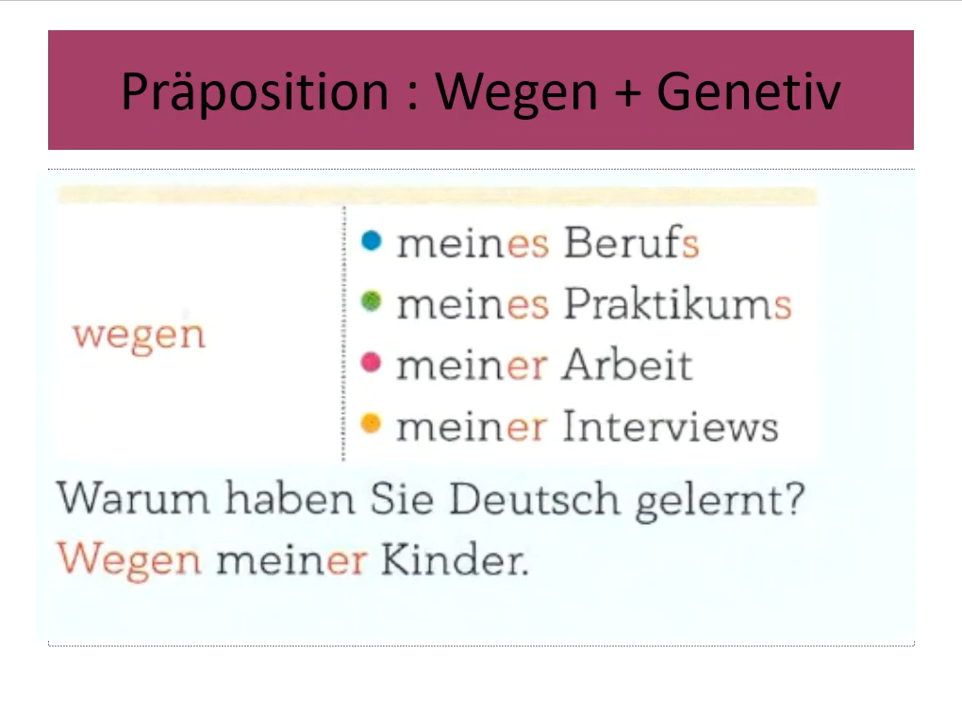 Präposition : Wegen + Genetiv
meines Berufs
meines Praktikums
wegen
meiner Arbeit
meiner Interviews
Warum haben Sie Deutsch gelernt?
Wegen meiner Kinder.